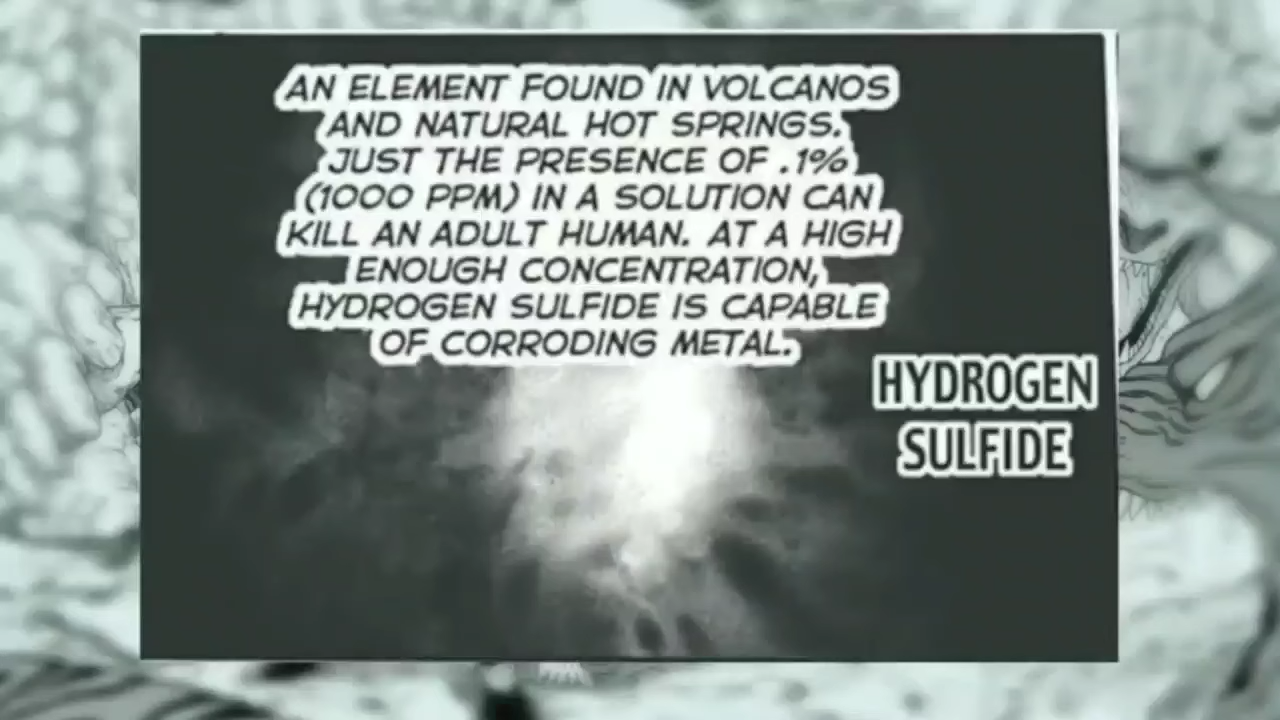 AN ELEMENT FOUND IN VOLCANOS
AND NATURAL HOT SPRINGS.
JUST THE PRESENCE OF .1%
(1000 PPM) IN A SOLUTION CAN
KILL AN ADULT HUMAN. AT A HIGH
ENOUGH CONCENTRATION,
HYDROGEN SULFIDE IS CAPABLE
OF CORRODING METAL.
HYDROGEN
SULFIDE